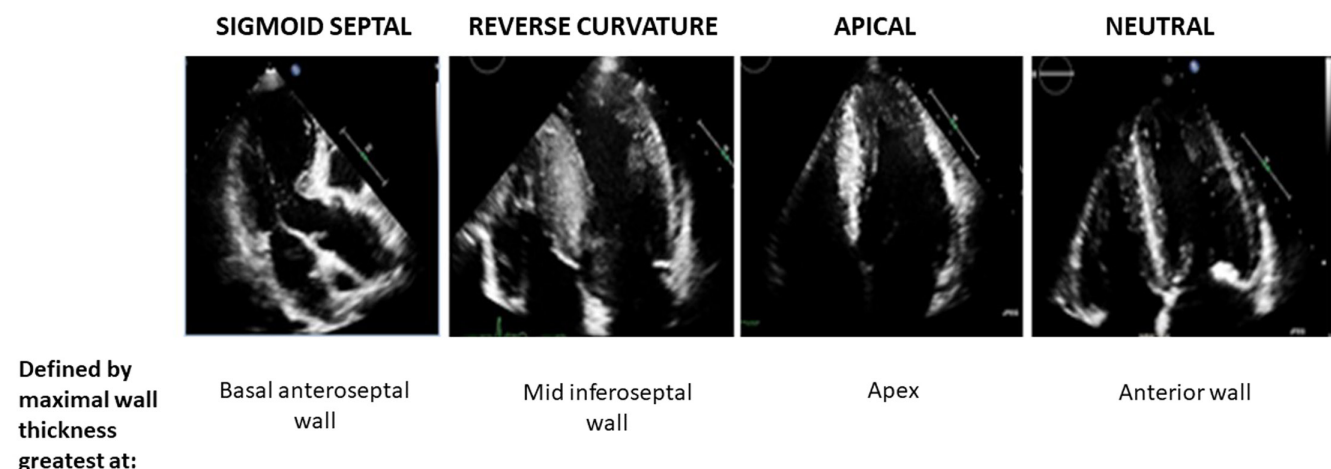 SIGMOID SEPTAL REVERSE CURVATURE APICAL NEUTRAL
Defined by
maximal wall
thickness
greatest at:
Basal anteroseptal
wall
Mid inferoseptal
wall
Apex
Anterior wall